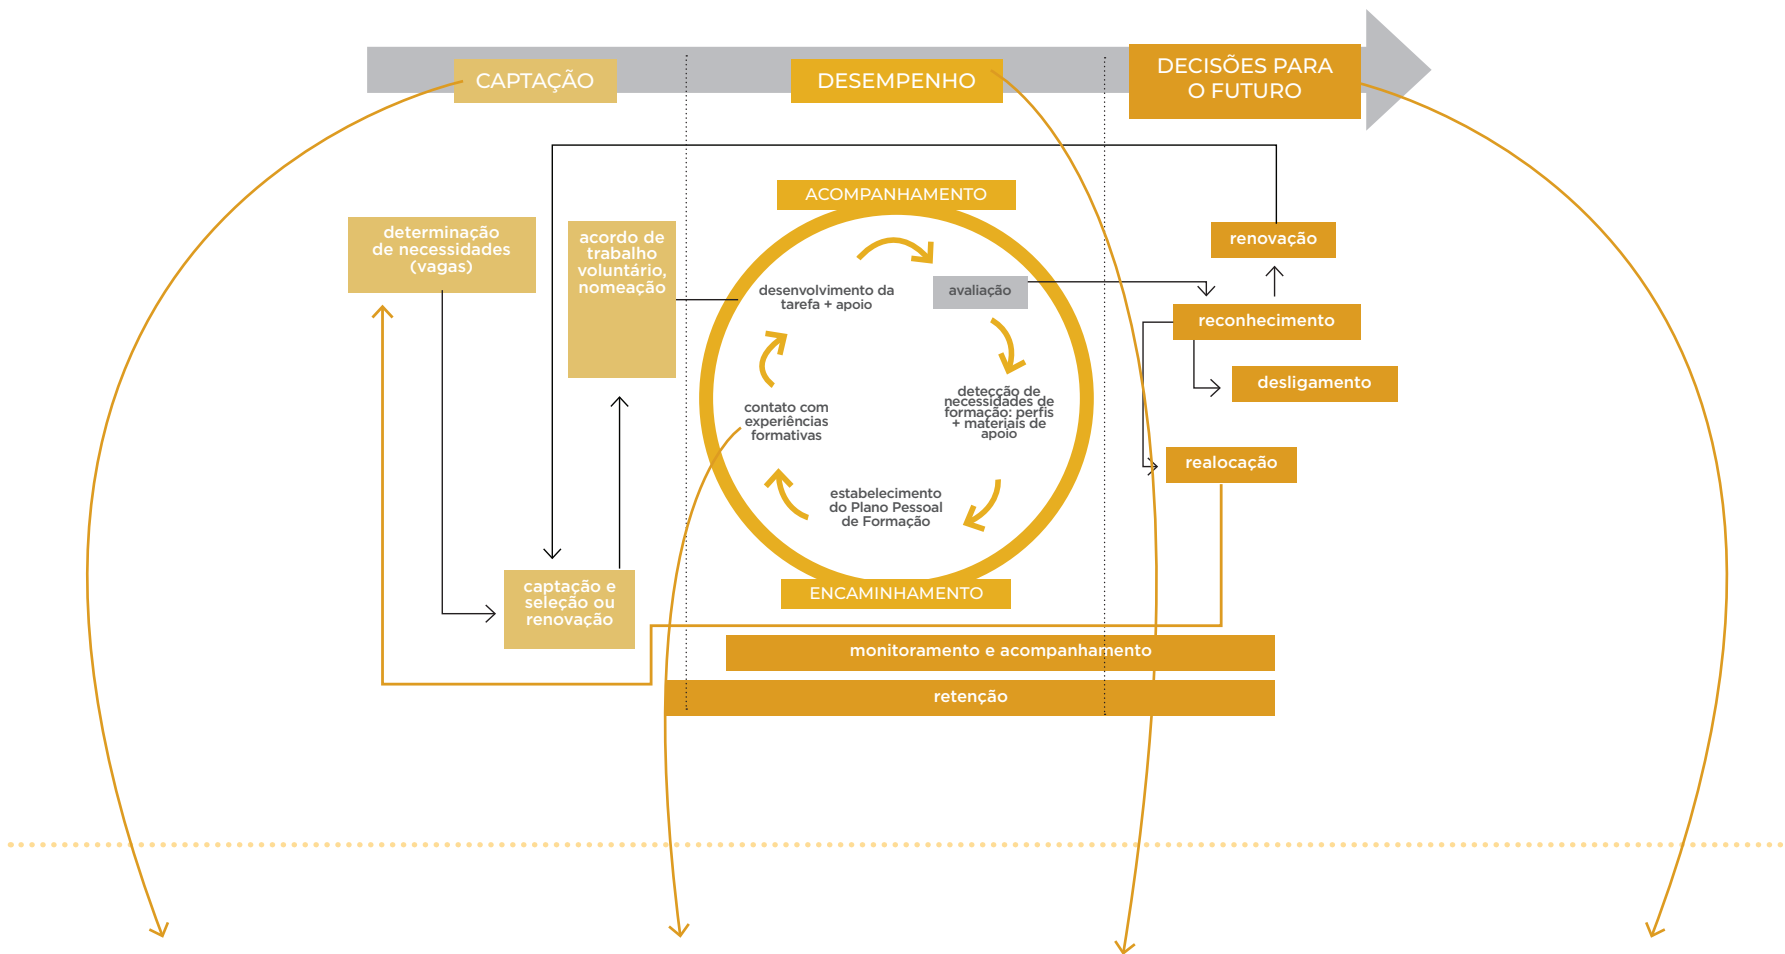 CAPTAÇÃO
DESEMPENHO
DECISÕES PARA
O FUTURO
determinação
de necessidades
(vagas)
acordo de
trabalho
voluntário,
nomeação
captação e
seleção ou
renovação
ACOMPANHAMENTO
desenvolvimento da
tarefa + apoio
avaliação
detecção de
necessidades de
formação: perfis
+ materiais de
apoio
estabelecimento
do Plano Pessoal
de Formação
contato com
experiências
formativas
ENCAMINHAMENTO
renovação
reconhecimento
desligamento
realocação
monitoramento e acompanhamento
retenção